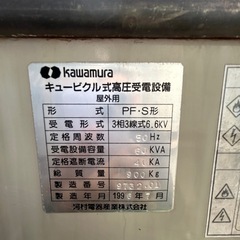 kawamura
キュービクル式高圧受電設備
屋外用
形式 PF・S形
受電形式 3相3線式6.6KV
定格周波数 Hz
受電設備容量 KVA
定格遮断電流 KA
総質量 Kg
製造番号
製造年月 199 年 月
河村電器産業株式会社